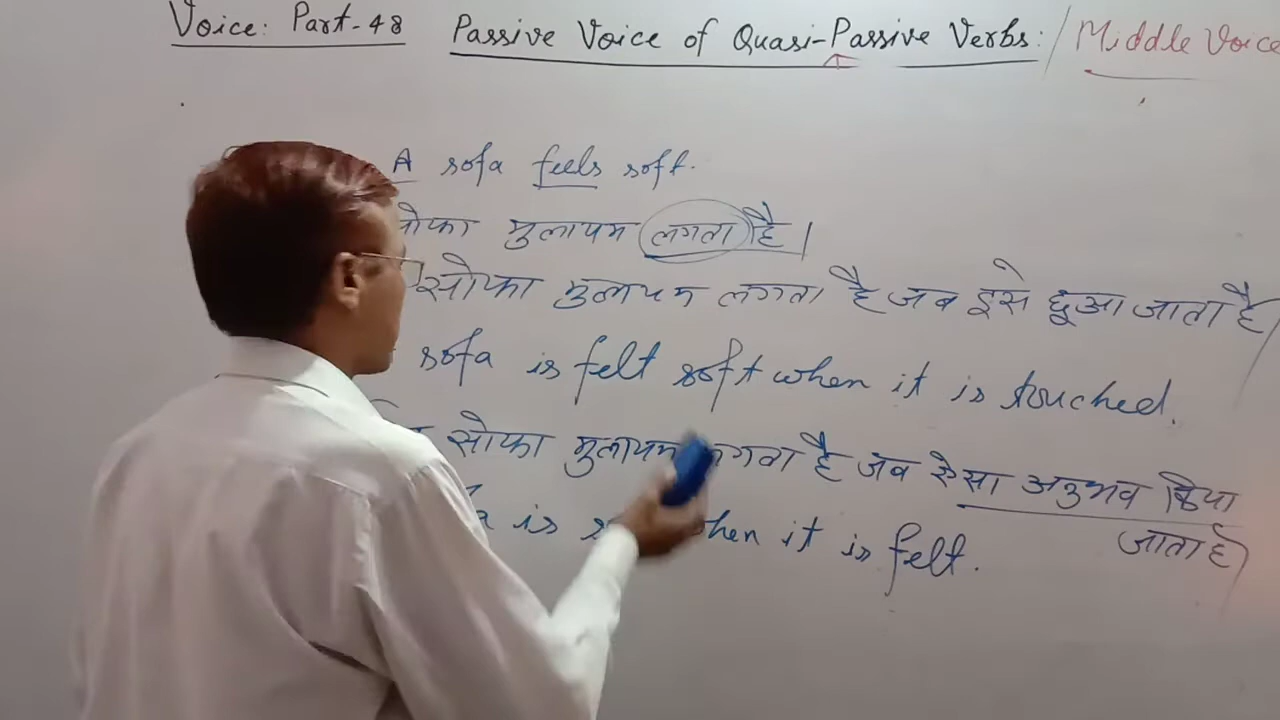 Voice: Part-48 Passive Voice of Quasi-Passive Verbs: / Middle Voice
A sofa feels soft.
मुलायम लगता है।
सोफा मुलायम लगता है जब इसे छूआ जाता है
sofa is felt soft when it is touched.
सोफा मुलायम लगता है जब ऐसा अनुभव किया
जाता है
is when it is felt.